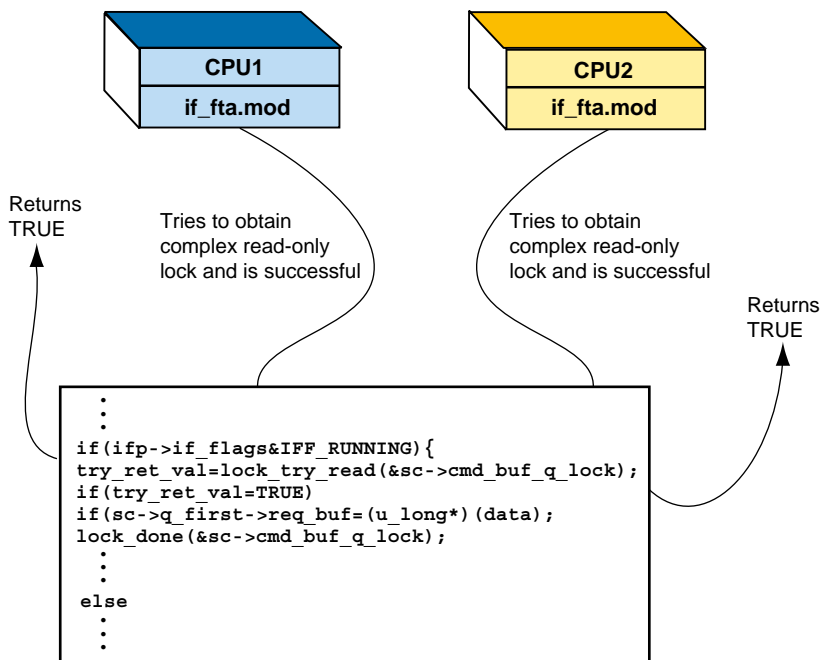 CPU1
if_fta.mod
CPU2
if_fta.mod
Returns
TRUE
Tries to obtain
complex read-only
lock and is successful
Tries to obtain
complex read-only
lock and is successful
Returns
TRUE
if(ifp->if_flags&IFF_RUNNING){
try_ret_val=lock_try_read(&sc->cmd_buf_q_lock);
if(try_ret_val=TRUE)
if(sc->q_first->req_buf=(u_long*)(data);
lock_done(&sc->cmd_buf_q_lock);
else